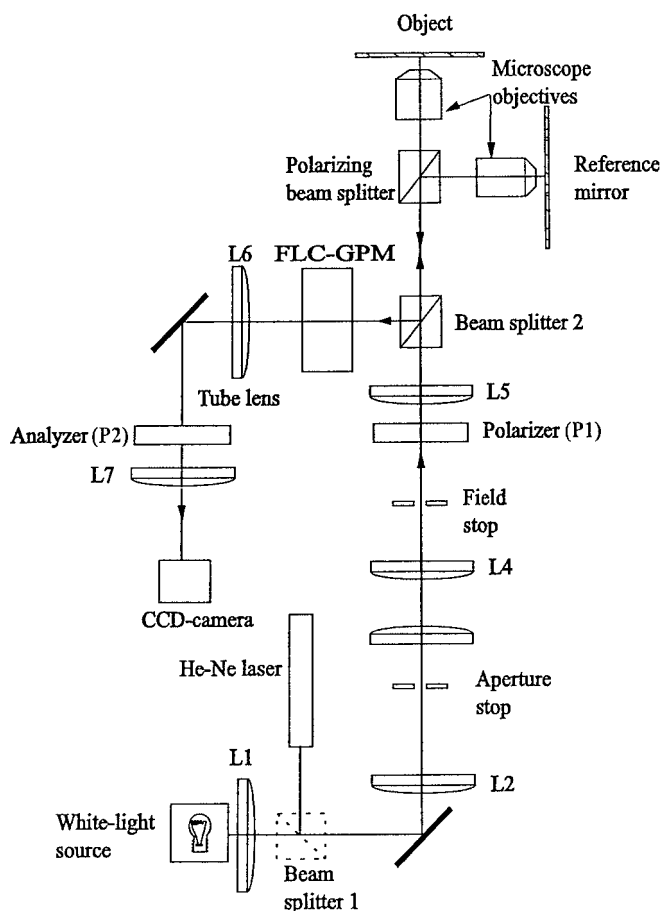 Object
Microscope
objectives
Polarizing
beam splitter
Reference
mirror
L6
FLC-GPM
Beam splitter 2
Tube lens
L5
Analyzer (P2)
Polarizer (P1)
L7
Field
stop
L4
CCD-camera
He-Ne laser
Aperture
stop
L1
L2
White-light
source
Beam
splitter 1